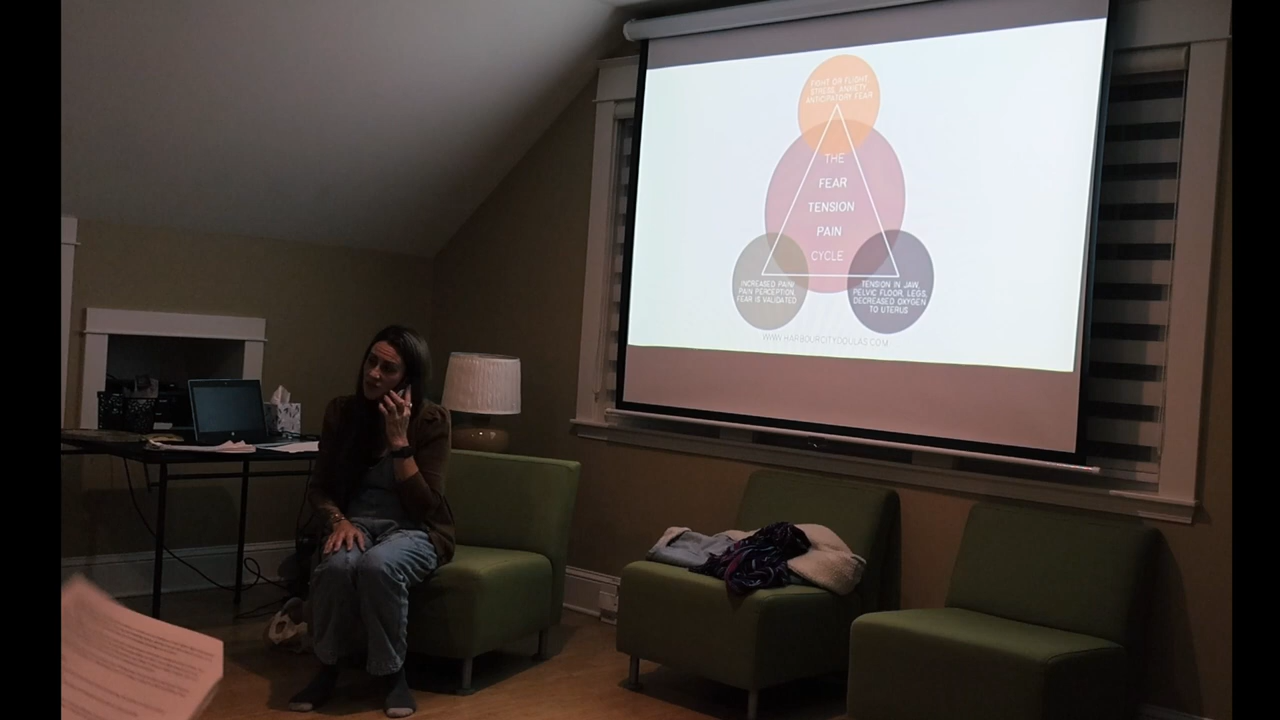 FIGHT OR FLIGHT,
STRESS, ANXIETY,
ANTICIPATORY FEAR
THE
FEAR
TENSION
PAIN
CYCLE
INCREASED PAIN/
PAIN PERCEPTION,
FEAR IS VALIDATED
TENSION IN JAW,
PELVIC FLOOR, LEGS,
DECREASED OXYGEN
TO UTERUS
WWW.HARBOURCITYDOULAS.COM